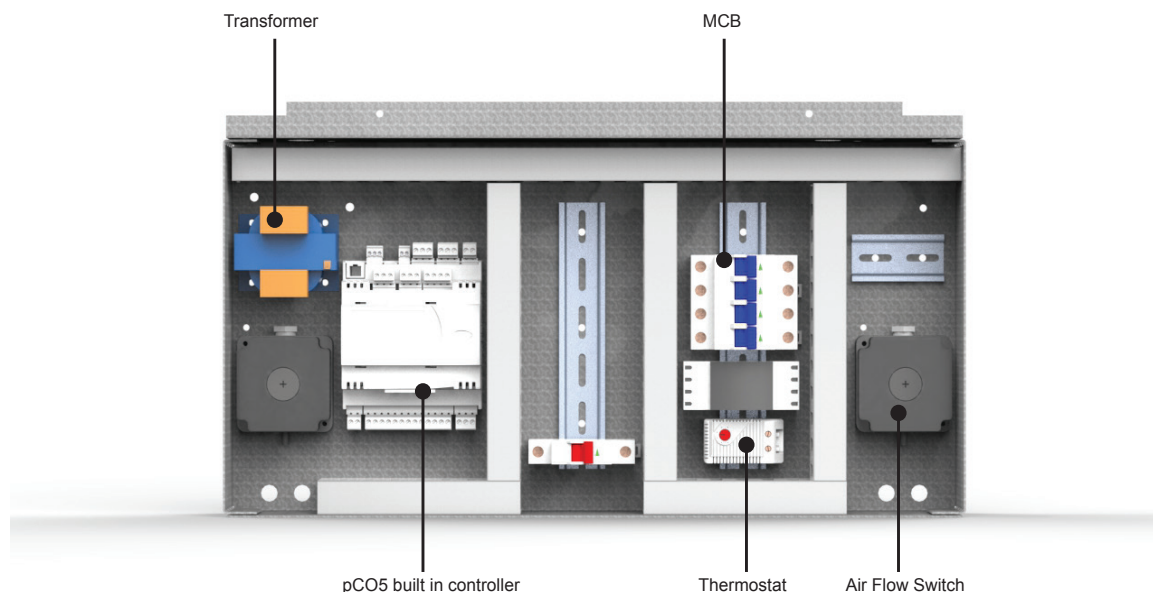 Transformer
MCB
pCO5 built in controller
Thermostat
Air Flow Switch